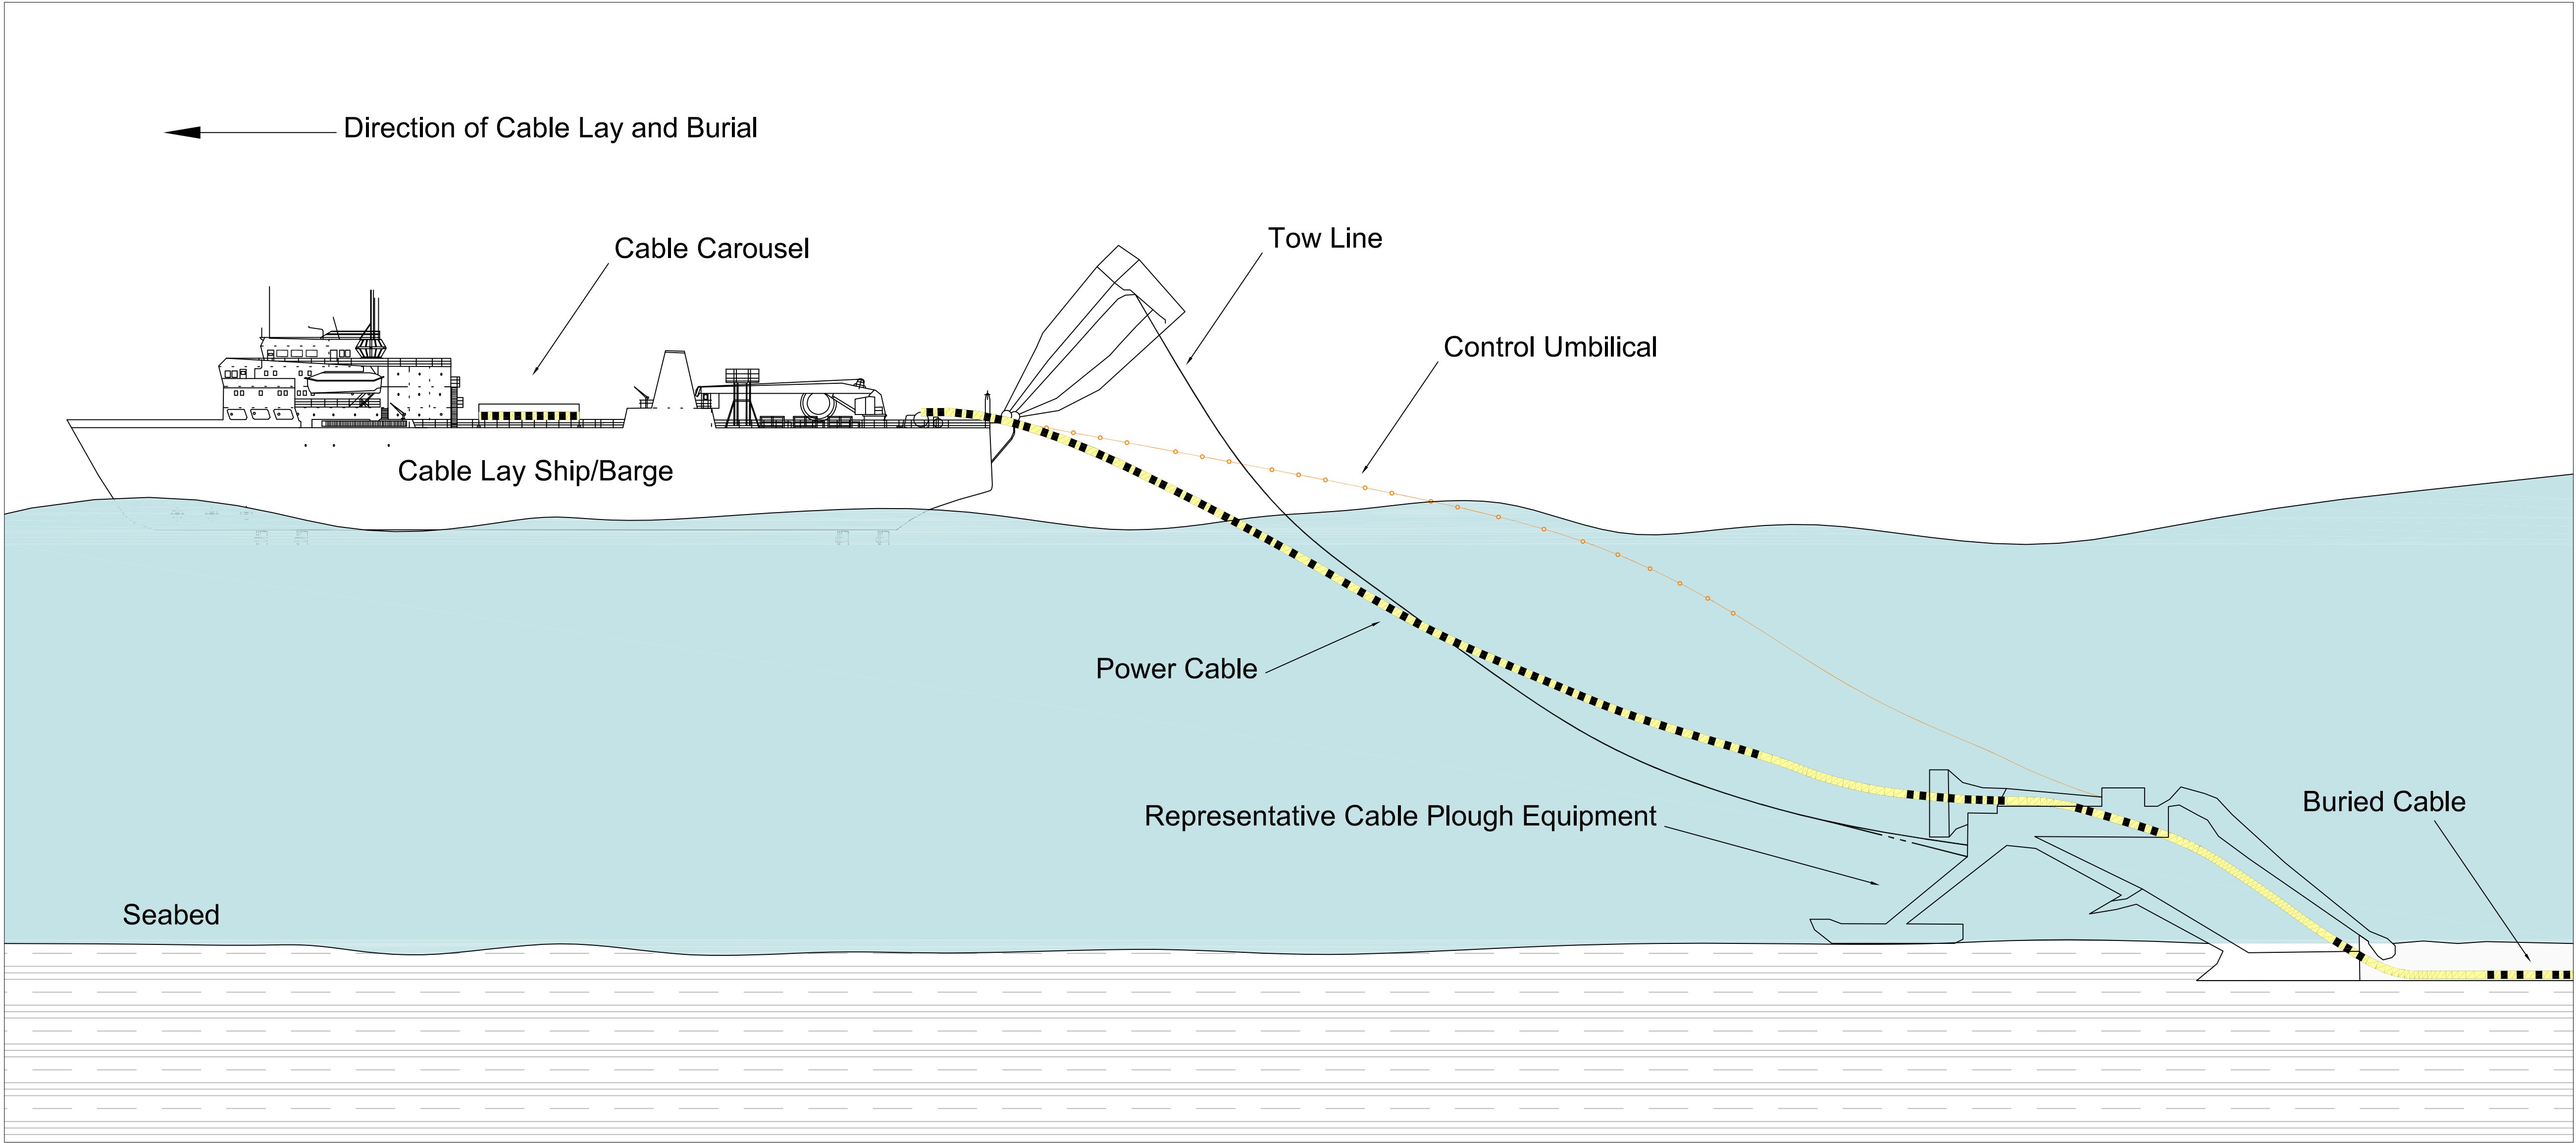 Direction of Cable Lay and Burial
Cable Carousel
Tow Line
Control Umbilical
Cable Lay Ship/Barge
Power Cable
Representative Cable Plough Equipment
Buried Cable
Seabed